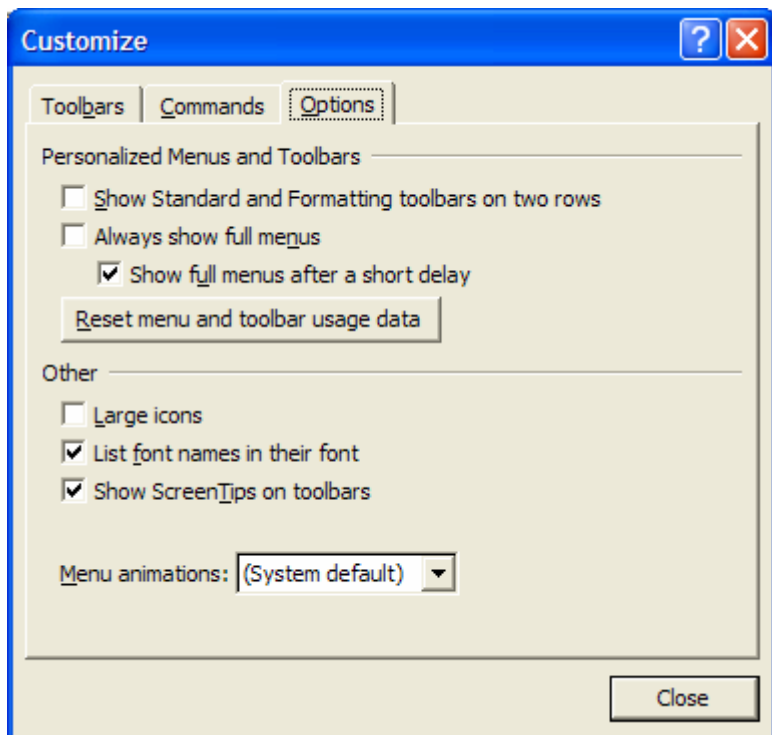 Customize
Toolbars Commands Options
Personalized Menus and Toolbars
Show Standard and Formatting toolbars on two rows
Always show full menus
Show full menus after a short delay
Reset menu and toolbar usage data
Other
Large icons
List font names in their font
Show ScreenTips on toolbars
Menu animations: (System default)
Close